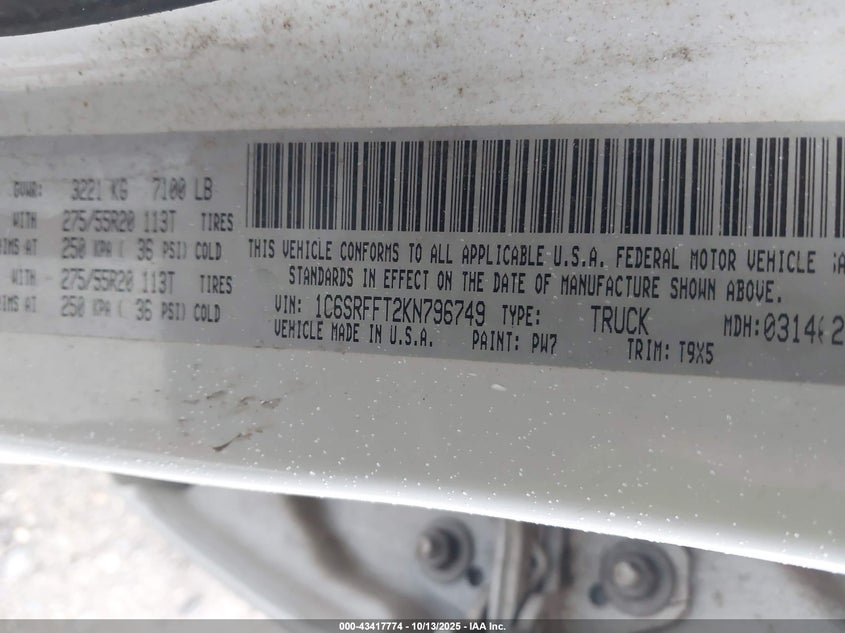 GVWR: 3221 KG 7100 LB
WITH 275/55R20 113T TIRES
RIMS AT 250 KPA ( 36 PSI) COLD
WITH 275/55R20 113T TIRES
RIMS AT 250 KPA ( 36 PSI) COLD
THIS VEHICLE CONFORMS TO ALL APPLICABLE U.S.A. FEDERAL MOTOR VEHICLE SA
STANDARDS IN EFFECT ON THE DATE OF MANUFACTURE SHOWN ABOVE.
VIN: 1C6SRFFT2KN796749 TYPE: TRUCK MDH:0314
VEHICLE MADE IN U.S.A. PAINT: PW7 TRIM: T9X5
000-43417774 | 10/13/2025 | IAA Inc.